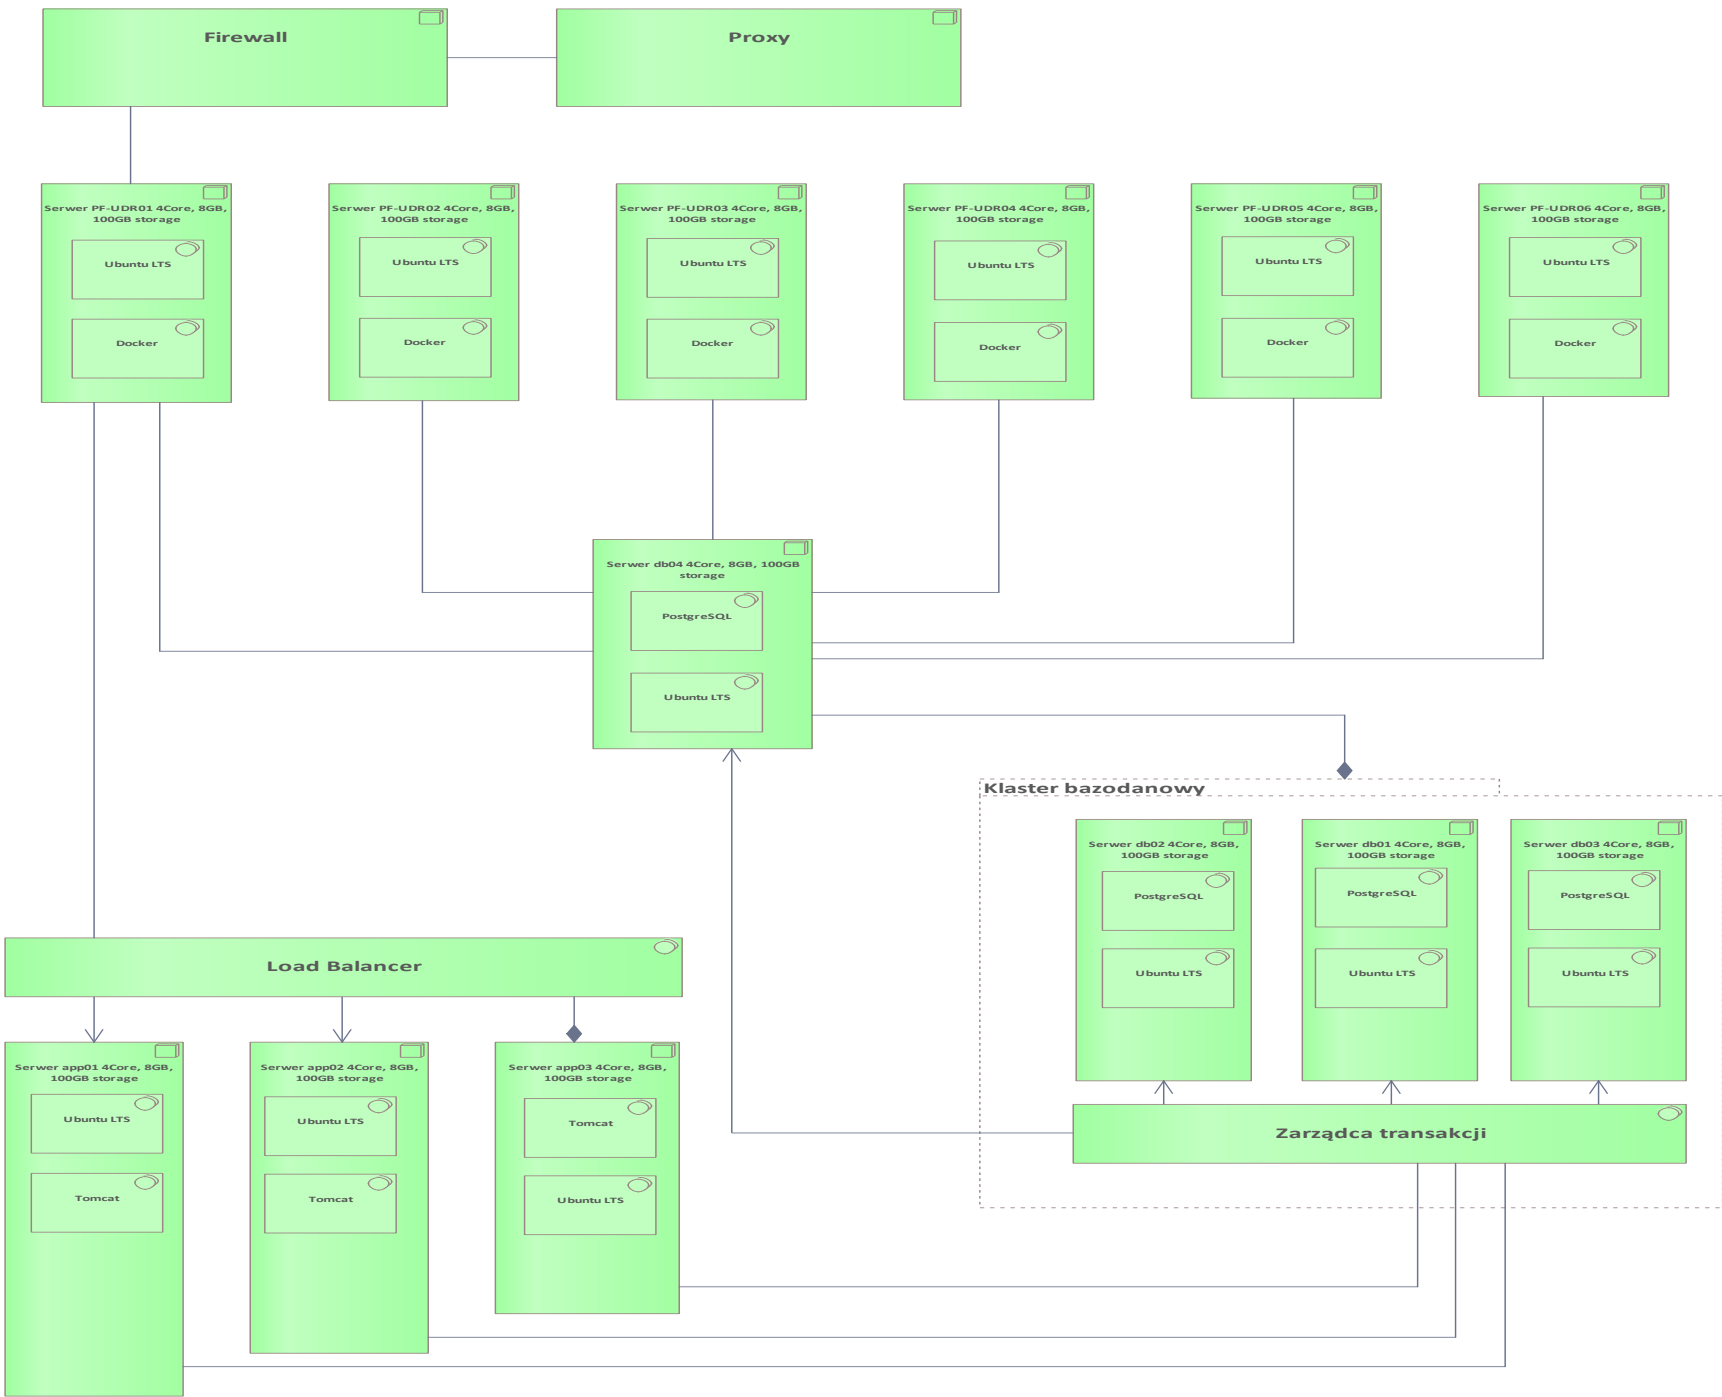 Firewall
Proxy
Serwer PF-UDR01 4Core, 8GB,
100GB storage
Ubuntu LTS
Docker
Serwer PF-UDR02 4Core, 8GB,
100GB storage
Ubuntu LTS
Docker
Serwer PF-UDR03 4Core, 8GB,
100GB storage
Ubuntu LTS
Docker
Serwer PF-UDR04 4Core, 8GB,
100GB storage
Ubuntu LTS
Docker
Serwer PF-UDR05 4Core, 8GB,
100GB storage
Ubuntu LTS
Docker
Serwer PF-UDR06 4Core, 8GB,
100GB storage
Ubuntu LTS
Docker
Serwer db04 4Core, 8GB, 100GB
storage
PostgreSQL
Ubuntu LTS
Klaster bazodanowy
Serwer db02 4Core, 8GB,
100GB storage
PostgreSQL
Ubuntu LTS
Serwer db01 4Core, 8GB,
100GB storage
PostgreSQL
Ubuntu LTS
Serwer db03 4Core, 8GB,
100GB storage
PostgreSQL
Ubuntu LTS
Zarządca transakcji
Load Balancer
Serwer app01 4Core, 8GB,
100GB storage
Ubuntu LTS
Tomcat
Serwer app02 4Core, 8GB,
100GB storage
Ubuntu LTS
Tomcat
Serwer app03 4Core, 8GB,
100GB storage
Tomcat
Ubuntu LTS